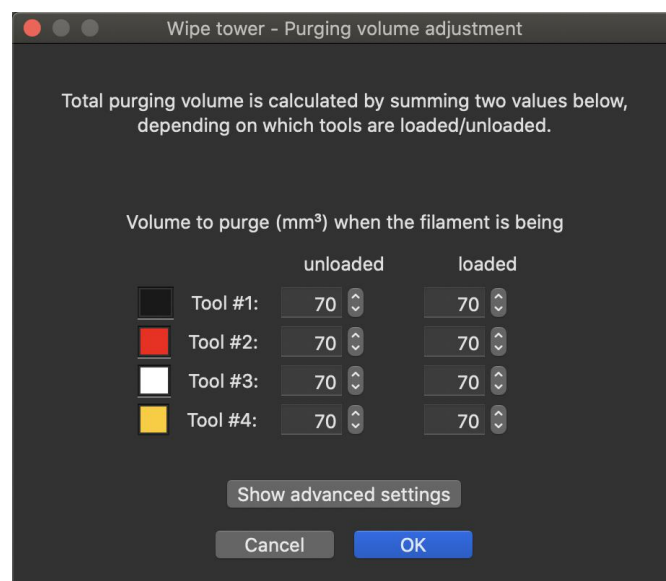 Wipe tower - Purging volume adjustment
Total purging volume is calculated by summing two values below,
depending on which tools are loaded/unloaded.
Volume to purge (mm³) when the filament is being
unloaded loaded
Tool #1: 70 70
Tool #2: 70 70
Tool #3: 70 70
Tool #4: 70 70
Show advanced settings
Cancel OK